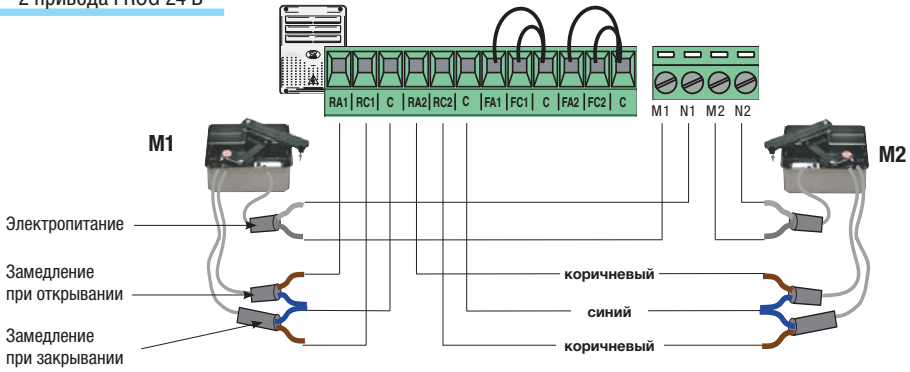 2 привода FROG 24 В
RA1 RC1 C RA2 RC2 C FA1 FC1 C FA2 FC2 C
M1 N1 M2 N2
M1
M2
Электропитание
Замедление
при открывании
Замедление
при закрывании
коричневый
синий
коричневый